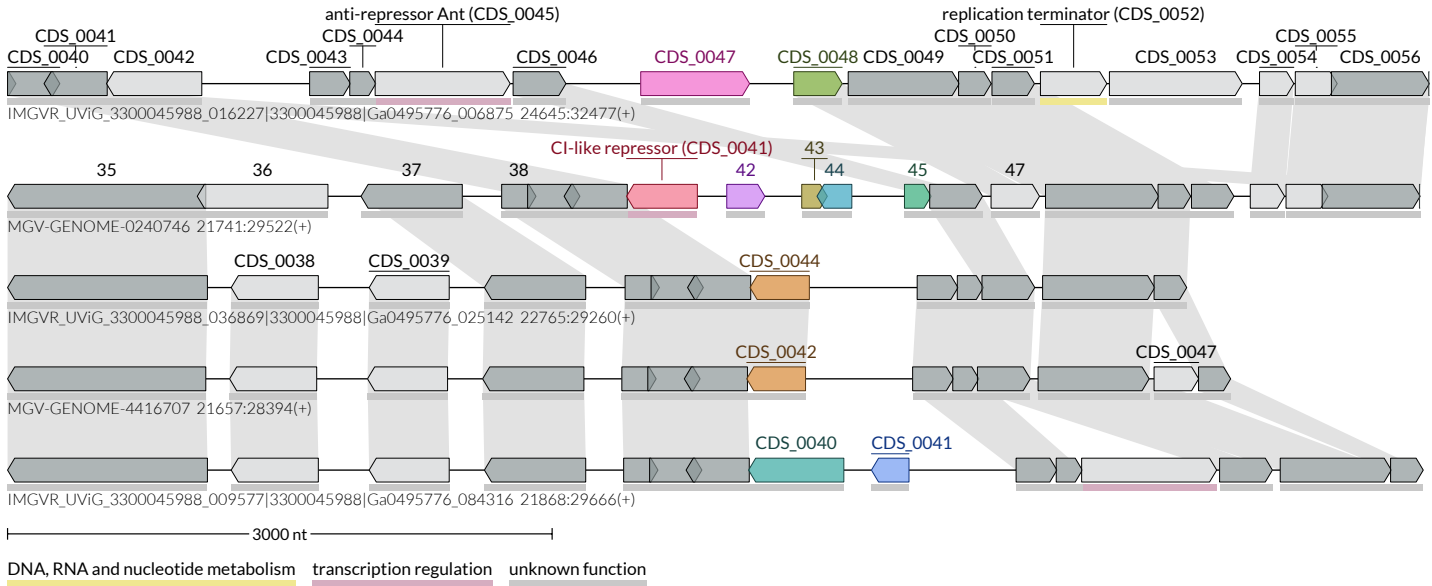 anti-repressor Ant (CDS_0045) replication terminator (CDS_0052)
CDS_0041 CDS_0044 CDS_0050 CDS_0055
CDS_0040 CDS_0042 CDS_0043 CDS_0046 CDS_0047 CDS_0048 CDS_0049 CDS_0051 CDS_0053 CDS_0054 CDS_0056
IMGVR_UViG_3300045988_016227|3300045988|Ga0495776_006875 24645:32477(+)
CI-like repressor (CDS_0041) 43
35 36 37 38 42 44 45 47
MGV-GENOME-0240746 21741:29522(+)
CDS_0038 CDS_0039 CDS_0044
IMGVR_UViG_3300045988_036869|3300045988|Ga0495776_025142 22765:29260(+)
CDS_0042 CDS_0047
MGV-GENOME-4416707 21657:28394(+)
CDS_0040 CDS_0041
IMGVR_UViG_3300045988_009577|3300045988|Ga0495776_084316 21868:29666(+)
3000 nt
DNA, RNA and nucleotide metabolism transcription regulation unknown function